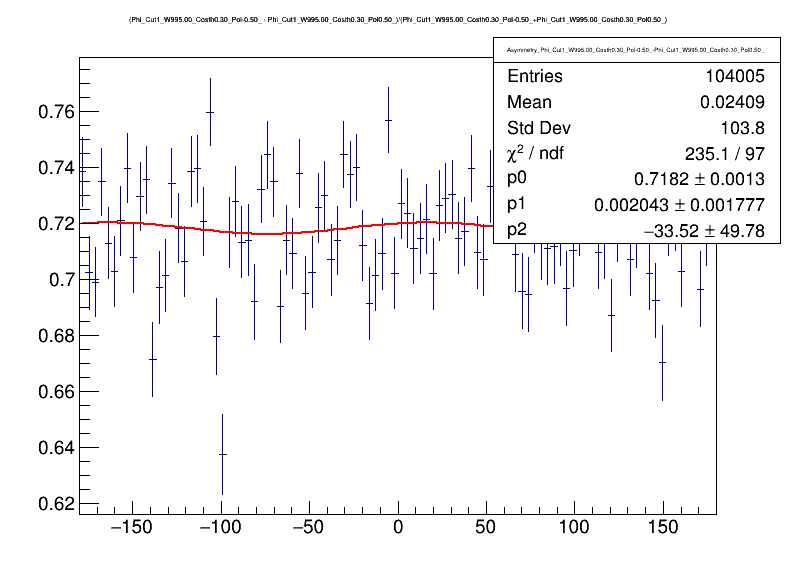 (Phi_Cut1_W995.00_Costh0.30_Pol-0.50_ - Phi_Cut1_W995.00_Costh0.30_Pol0.50_)/(Phi_Cut1_W995.00_Costh0.30_Pol-0.50_+Phi_Cut1_W995.00_Costh0.30_Pol0.50_)
Asymmetry_Phi_Cut1_W995.00_Costh0.30_Pol-0.50_-Phi_Cut1_W995.00_Costh0.30_Pol0.50_
Entries 104005
Mean 0.02409
Std Dev 103.8
χ² / ndf 235.1 / 97
p0 0.7182 ± 0.0013
p1 0.002043 ± 0.001777
p2 −33.52 ± 49.78
0.76
0.74
0.72
0.7
0.68
0.66
0.64
0.62
−150 −100 −50 0 50 100 150